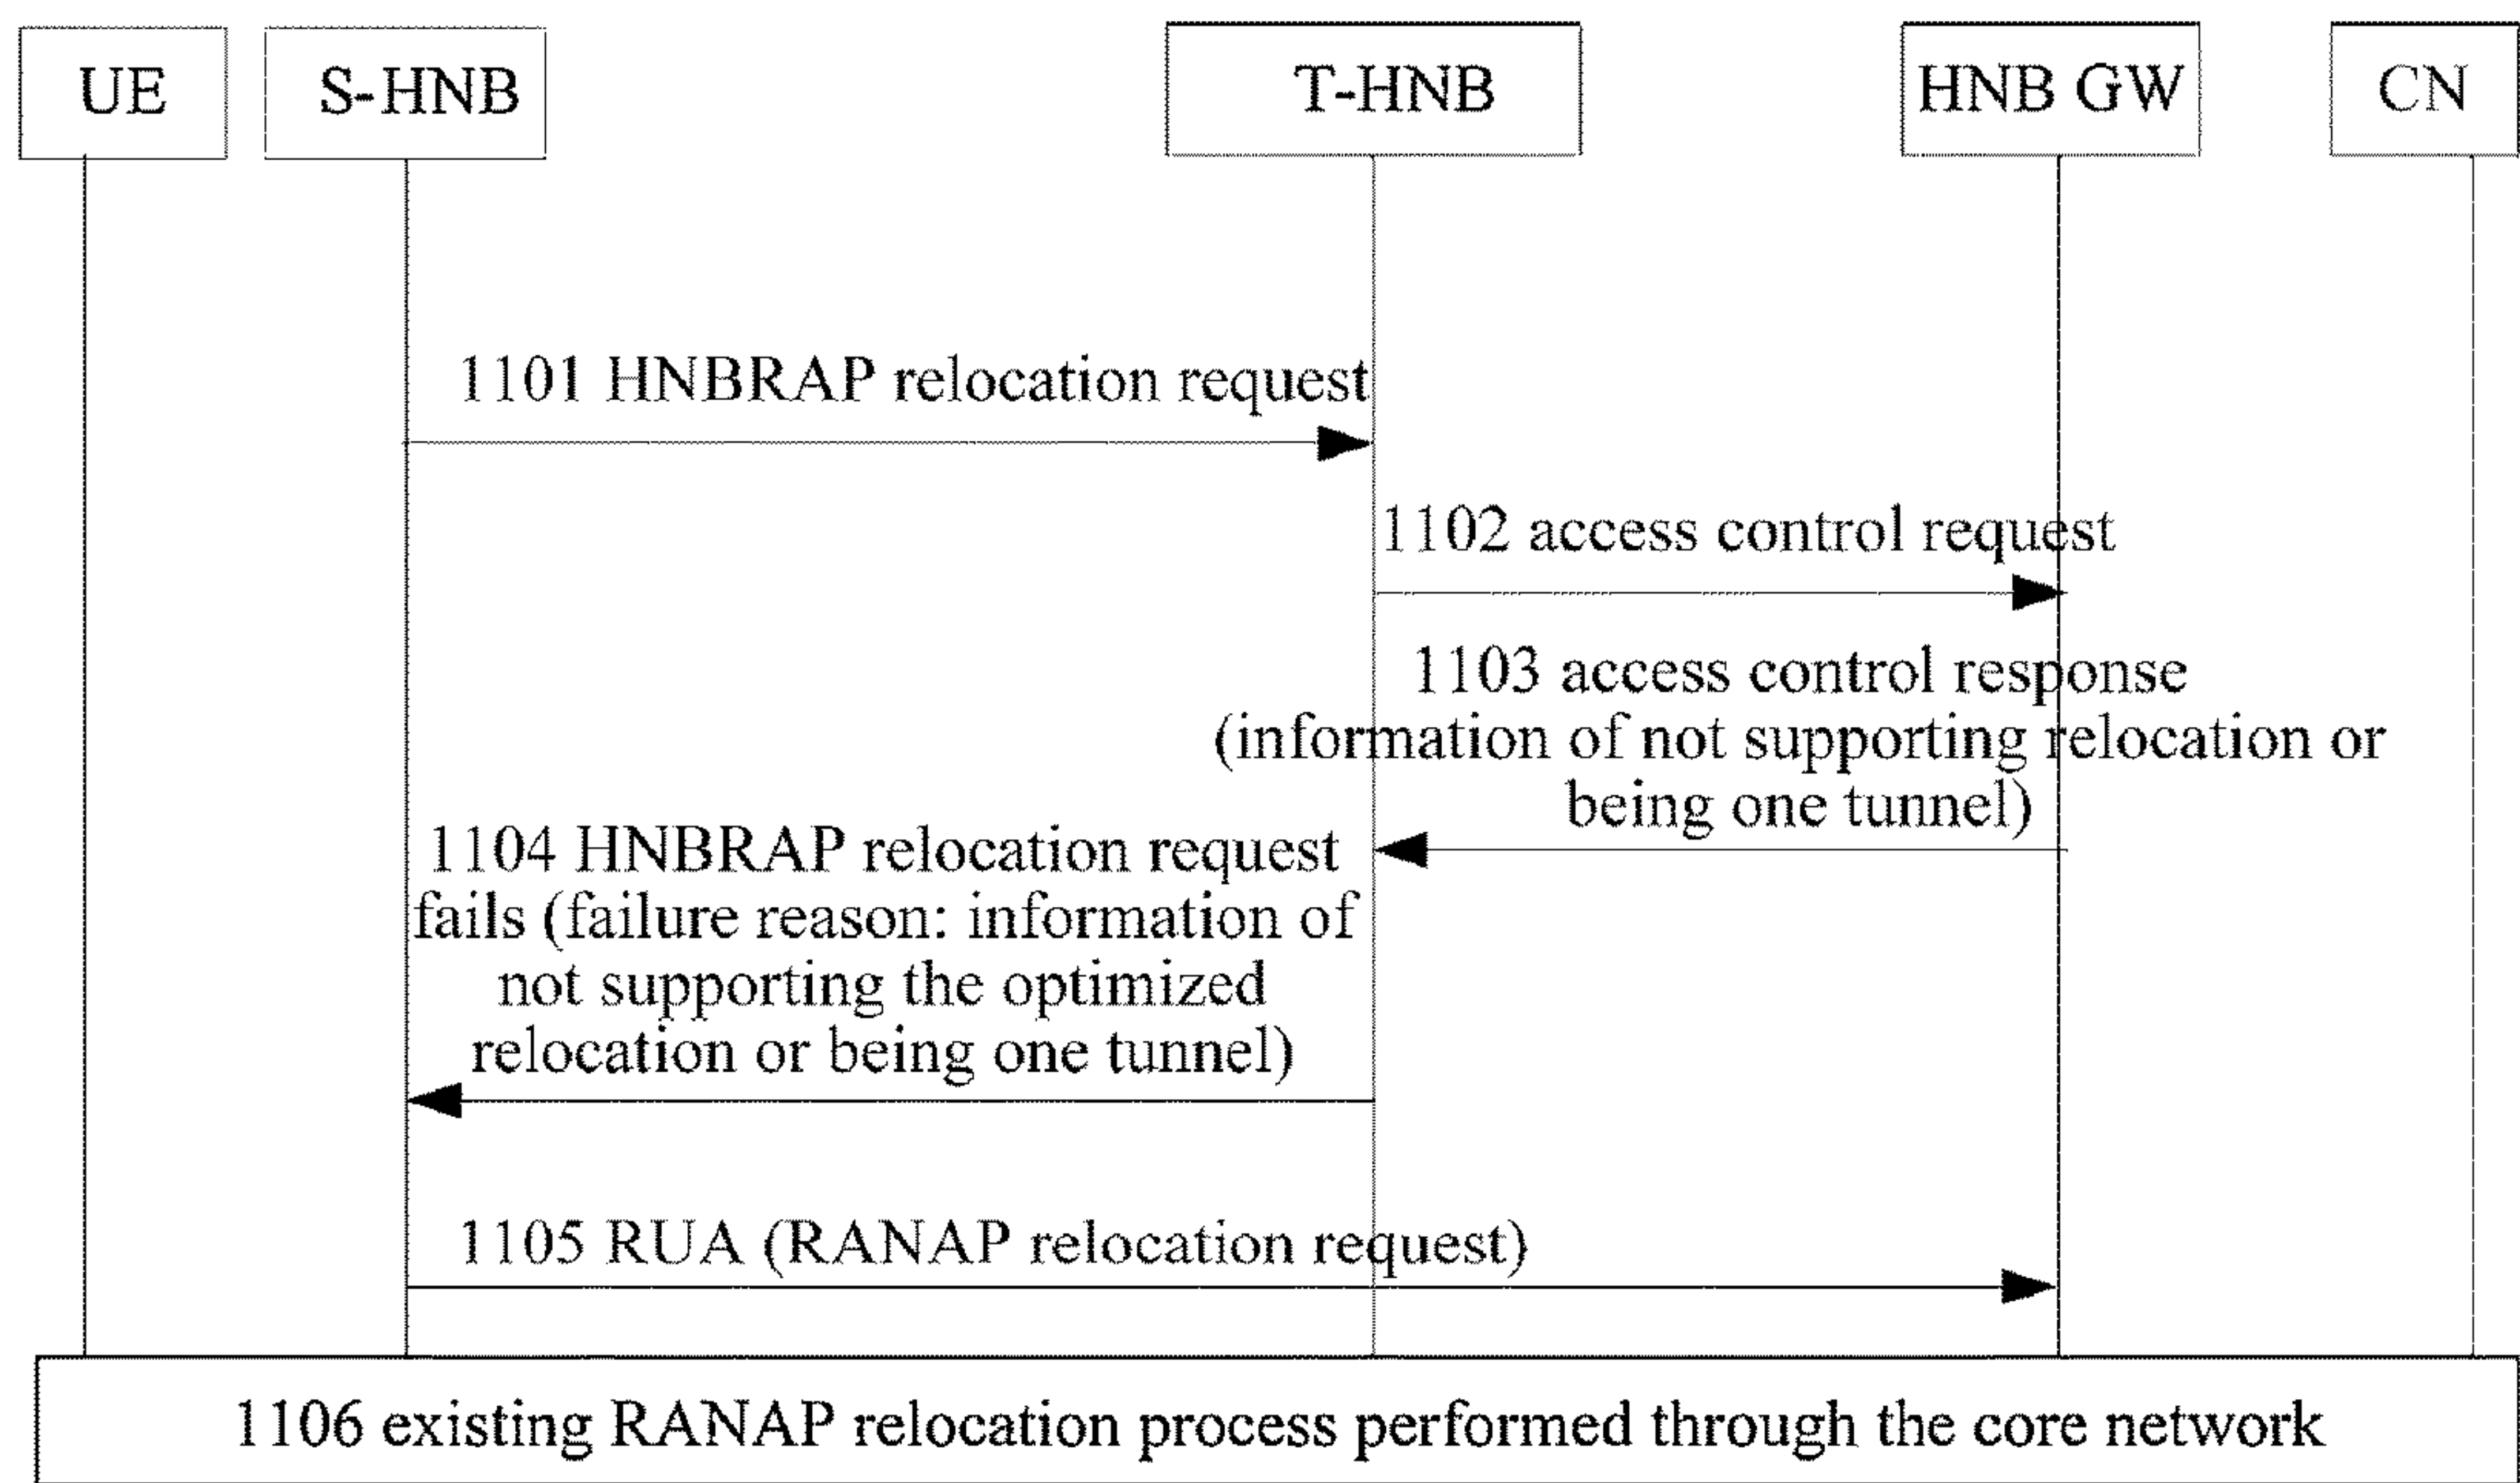 UE
S-HNB
T-HNB
HNB GW
CN
1101 HNBRAP relocation request
1102 access control request
1103 access control response
(information of not supporting relocation or
being one tunnel)
1104 HNBRAP relocation request
fails (failure reason: information of
not supporting the optimized
relocation or being one tunnel)
1105 RUA (RANAP relocation request)
1106 existing RANAP relocation process performed through the core network